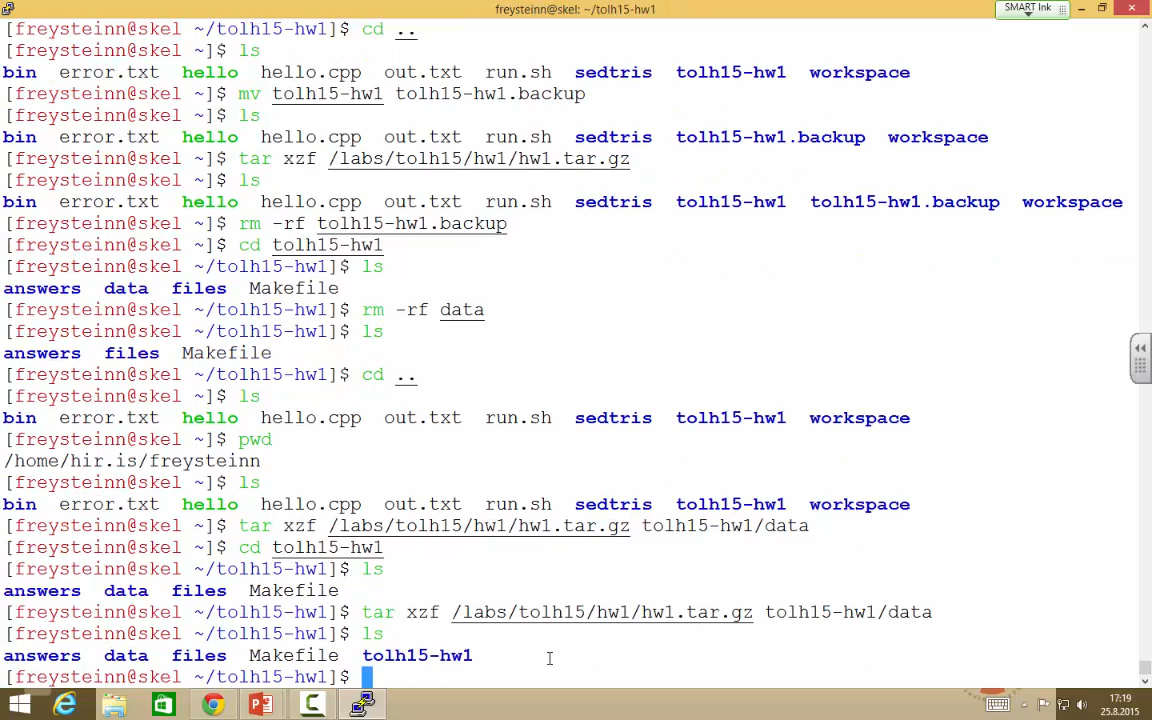 freysteinn@skel: ~/tolh15-hw1
SMART Ink
[freysteinn@skel ~/tolh15-hw1]$ cd ..
[freysteinn@skel ~]$ ls
bin error.txt hello hello.cpp out.txt run.sh sedtris tolh15-hw1 workspace
[freysteinn@skel ~]$ mv tolh15-hw1 tolh15-hw1.backup
[freysteinn@skel ~]$ ls
bin error.txt hello hello.cpp out.txt run.sh sedtris tolh15-hw1.backup workspace
[freysteinn@skel ~]$ tar xzf /labs/tolh15/hw1/hw1.tar.gz
[freysteinn@skel ~]$ ls
bin error.txt hello hello.cpp out.txt run.sh sedtris tolh15-hw1 tolh15-hw1.backup workspace
[freysteinn@skel ~]$ rm -rf tolh15-hw1.backup
[freysteinn@skel ~]$ cd tolh15-hw1
[freysteinn@skel ~/tolh15-hw1]$ ls
answers data files Makefile
[freysteinn@skel ~/tolh15-hw1]$ rm -rf data
[freysteinn@skel ~/tolh15-hw1]$ ls
answers files Makefile
[freysteinn@skel ~/tolh15-hw1]$ cd ..
[freysteinn@skel ~]$ ls
bin error.txt hello hello.cpp out.txt run.sh sedtris tolh15-hw1 workspace
[freysteinn@skel ~]$ pwd
/home/hir.is/freysteinn
[freysteinn@skel ~]$ ls
bin error.txt hello hello.cpp out.txt run.sh sedtris tolh15-hw1 workspace
[freysteinn@skel ~]$ tar xzf /labs/tolh15/hw1/hw1.tar.gz tolh15-hw1/data
[freysteinn@skel ~]$ cd tolh15-hw1
[freysteinn@skel ~/tolh15-hw1]$ ls
answers data files Makefile
[freysteinn@skel ~/tolh15-hw1]$ tar xzf /labs/tolh15/hw1/hw1.tar.gz tolh15-hw1/data
[freysteinn@skel ~/tolh15-hw1]$ ls
answers data files Makefile tolh15-hw1
[freysteinn@skel ~/tolh15-hw1]$
17:19
25.8.2015